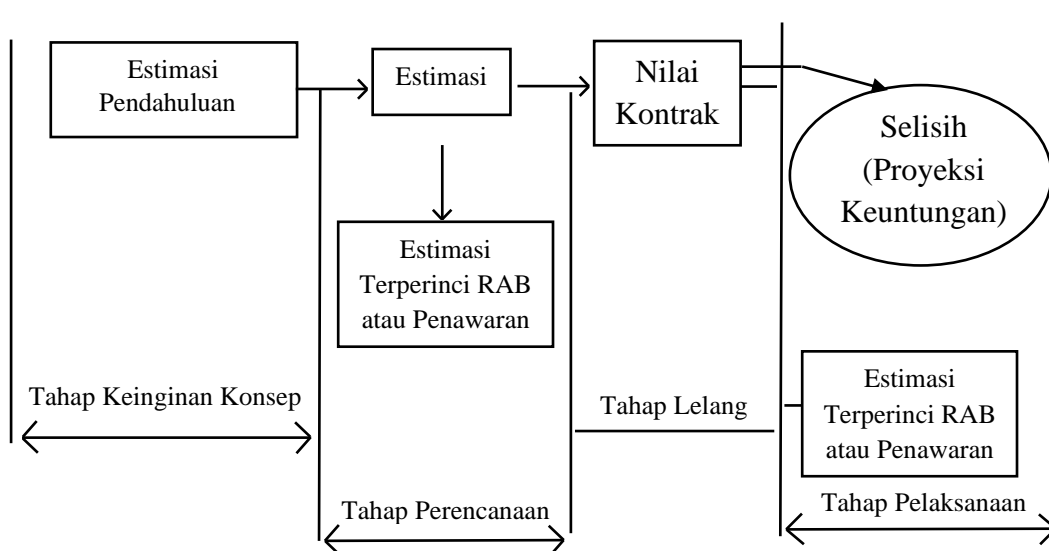 Estimasi
Pendahuluan
Estimasi
Nilai
Kontrak
Selisih
(Proyeksi
Keuntungan)
Estimasi
Terperinci RAB
atau Penawaran
Estimasi
Terperinci RAB
atau Penawaran
Tahap Keinginan Konsep
Tahap Lelang
Tahap Perencanaan
Tahap Pelaksanaan